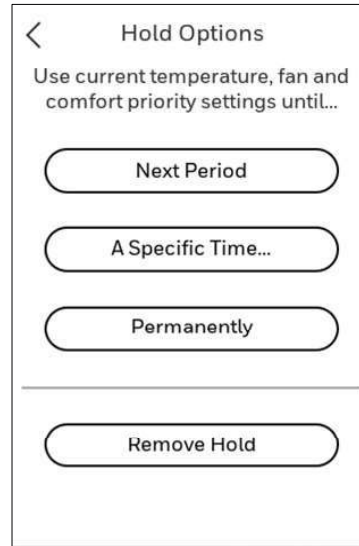 Hold Options
Use current temperature, fan and
comfort priority settings until...
Next Period
A Specific Time...
Permanently
Remove Hold